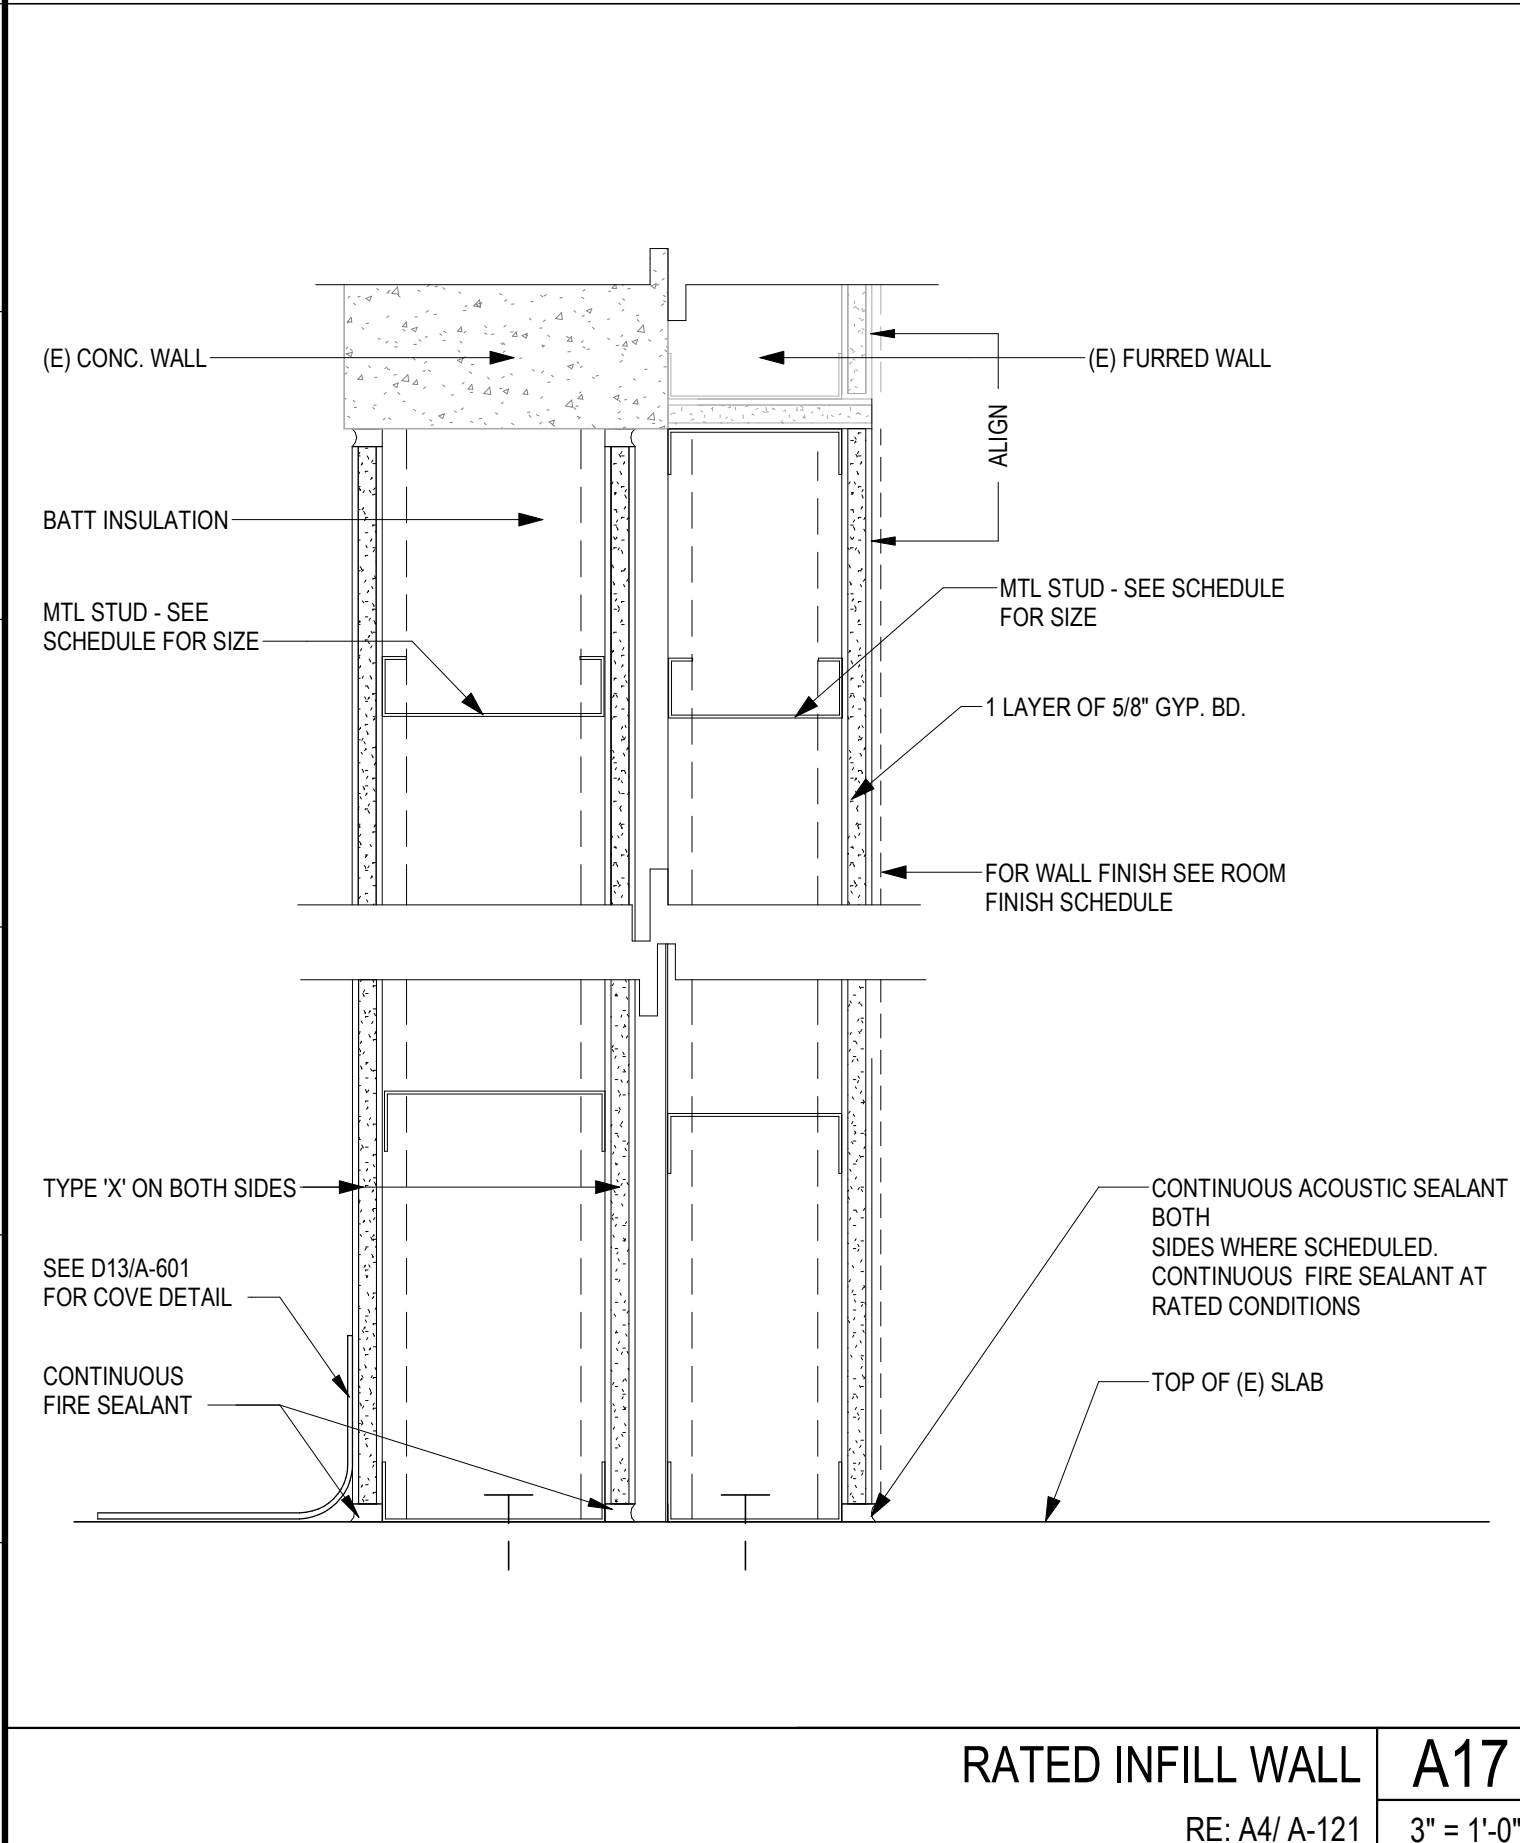 (E) CONC. WALL
(E) FURRED WALL
ALIGN
BATT INSULATION
MTL STUD - SEE
SCHEDULE FOR SIZE
MTL STUD - SEE SCHEDULE
FOR SIZE
1 LAYER OF 5/8" GYP. BD.
FOR WALL FINISH SEE ROOM
FINISH SCHEDULE
TYPE 'X' ON BOTH SIDES
CONTINUOUS ACOUSTIC SEALANT
BOTH
SIDES WHERE SCHEDULED.
CONTINUOUS FIRE SEALANT AT
RATED CONDITIONS
SEE D13/A-601
FOR COVE DETAIL
CONTINUOUS
FIRE SEALANT
TOP OF (E) SLAB
RATED INFILL WALL
A17
RE: A4/ A-121
3" = 1'-0"